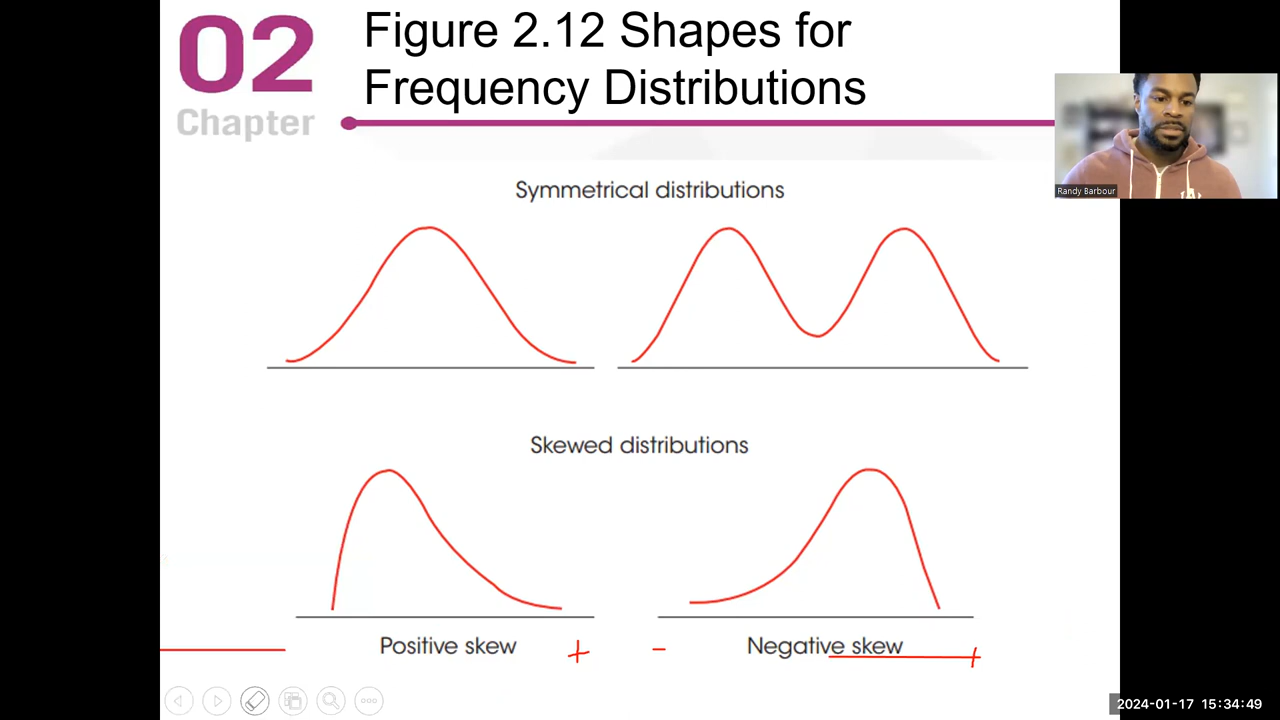 02
Chapter
Figure 2.12 Shapes for
Frequency Distributions
Randy Barbour
Symmetrical distributions
Skewed distributions
Positive skew + - Negative skew +
2024-01-17 15:34:49